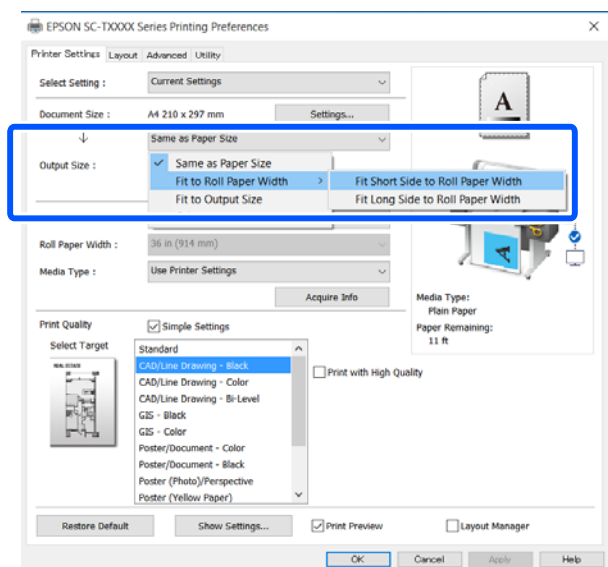 EPSON SC-TXXXX Series Printing Preferences
Printer Settings Layout Advanced Utility
Select Setting : Current Settings
Document Size : A4 210 x 297 mm Settings...
Same as Paper Size
Output Size : Same as Paper Size
Fit to Roll Paper Width Fit Short Side to Roll Paper Width
Fit to Output Size Fit Long Side to Roll Paper Width
Roll Paper Width : 36 in (914 mm)
Media Type : Use Printer Settings
Acquire Info
A
A
Media Type:
Plain Paper
Paper Remaining:
11 ft
Print Quality Simple Settings
Select Target
REAL ESTATE
Standard
CAD/Line Drawing - Black
CAD/Line Drawing - Color
CAD/Line Drawing - Bi-Level
GIS - Black
GIS - Color
Poster/Document - Color
Poster/Document - Black
Poster (Photo)/Perspective
Poster (Yellow Paper)
Print with High Quality
Restore Default Show Settings... Print Preview Layout Manager
OK Cancel Apply Help